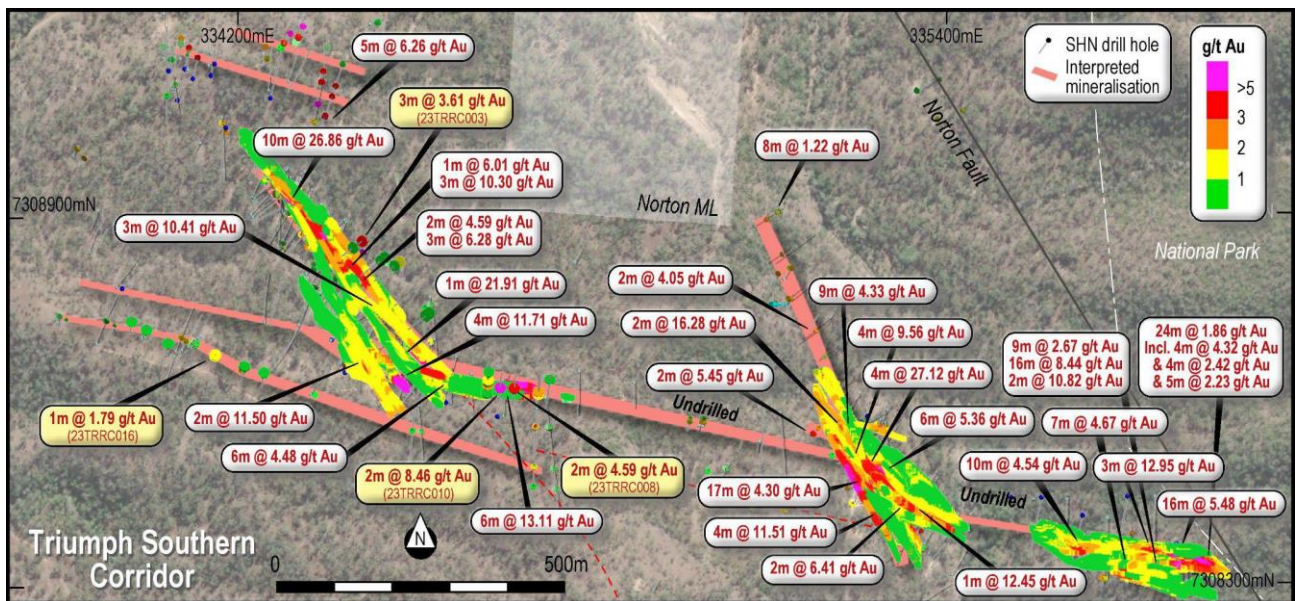 334200mE
335400mE
7308900mN
7308300mN
SHN drill hole
Interpreted
mineralisation
g/t Au
>5
3
2
1
Norton Fault
National Park
Norton ML
5m @ 6.26 g/t Au
3m @ 3.61 g/t Au
(23TRRC003)
10m @ 26.86 g/t Au
1m @ 6.01 g/t Au
3m @ 10.30 g/t Au
2m @ 4.59 g/t Au
3m @ 6.28 g/t Au
3m @ 10.41 g/t Au
1m @ 21.91 g/t Au
4m @ 11.71 g/t Au
1m @ 1.79 g/t Au
(23TRRC016)
2m @ 11.50 g/t Au
6m @ 4.48 g/t Au
2m @ 8.46 g/t Au
(23TRRC010)
2m @ 4.59 g/t Au
(23TRRC008)
6m @ 13.11 g/t Au
8m @ 1.22 g/t Au
2m @ 4.05 g/t Au
9m @ 4.33 g/t Au
2m @ 16.28 g/t Au
4m @ 9.56 g/t Au
2m @ 5.45 g/t Au
4m @ 27.12 g/t Au
9m @ 2.67 g/t Au
16m @ 8.44 g/t Au
2m @ 10.82 g/t Au
24m @ 1.86 g/t Au
Incl. 4m @ 4.32 g/t Au
& 4m @ 2.42 g/t Au
& 5m @ 2.23 g/t Au
Undrilled
6m @ 5.36 g/t Au
7m @ 4.67 g/t Au
10m @ 4.54 g/t Au
3m @ 12.95 g/t Au
17m @ 4.30 g/t Au
Undrilled
16m @ 5.48 g/t Au
4m @ 11.51 g/t Au
2m @ 6.41 g/t Au
1m @ 12.45 g/t Au
Triumph Southern
Corridor
N
0
500m